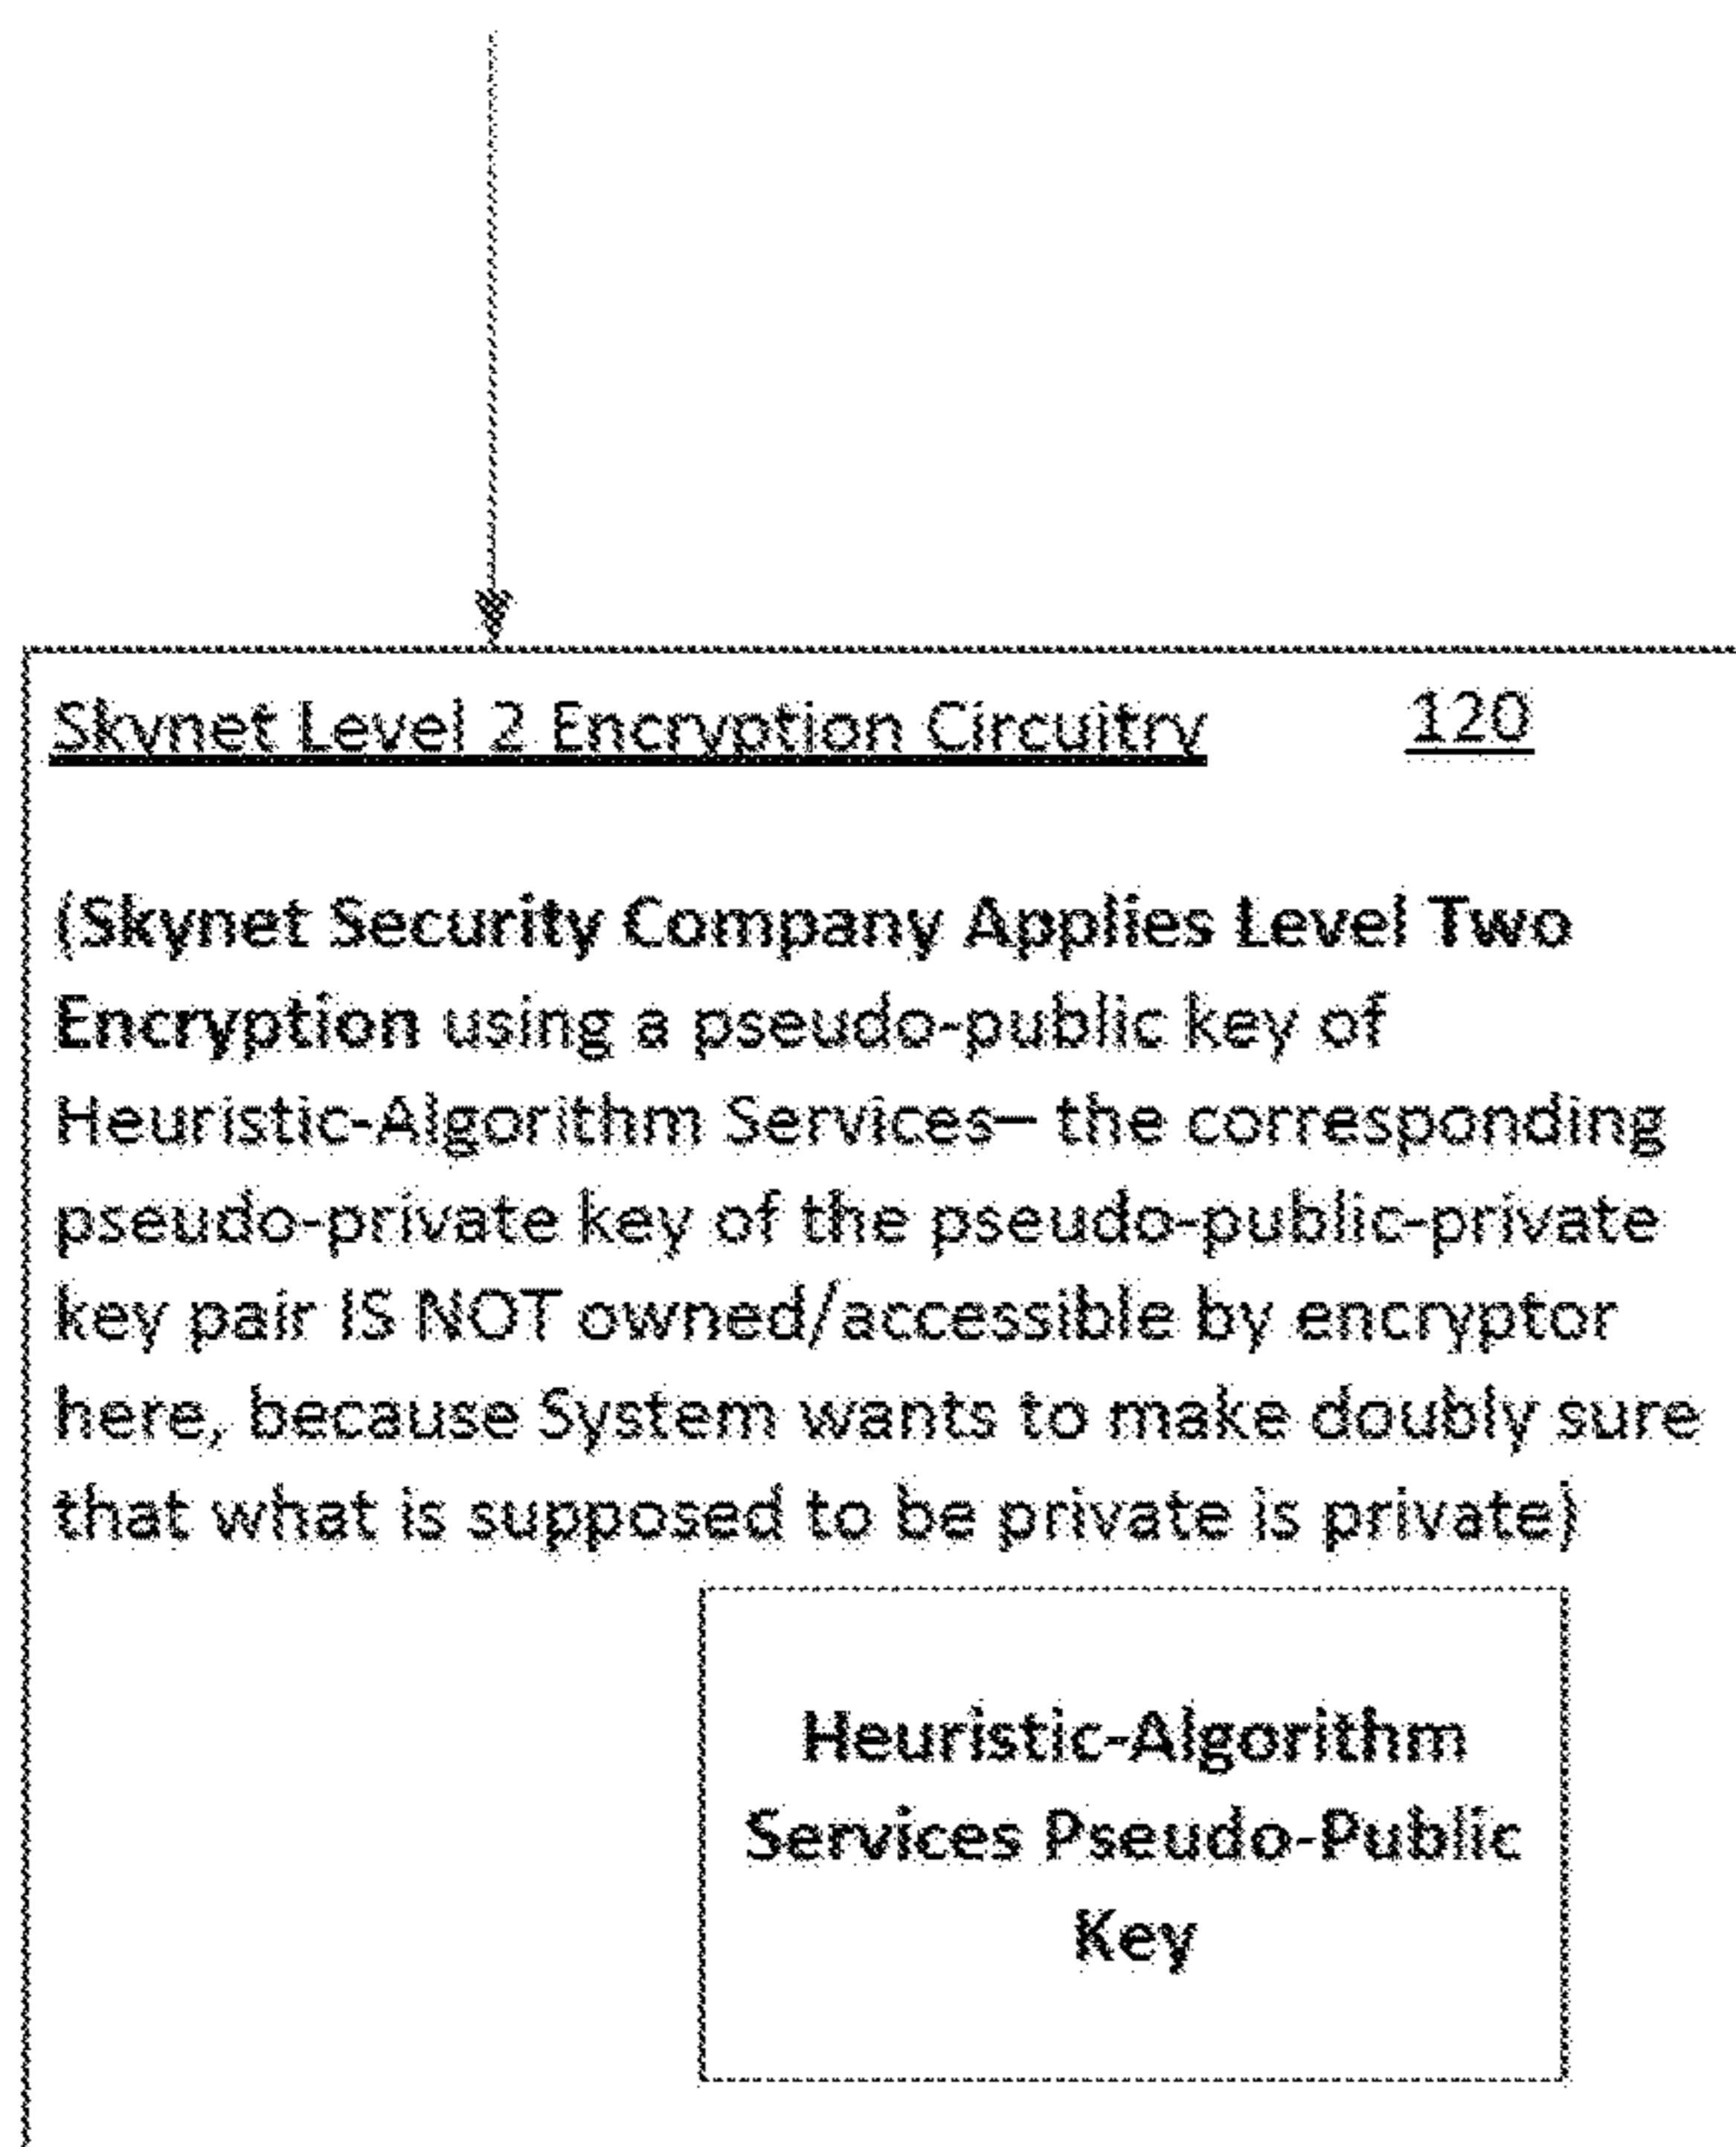 Skynet Level 2 Encryption Circuitry 120
(Skynet Security Company Applies Level Two
Encryption using a pseudo-public key of
Heuristic-Algorithm Services– the corresponding
pseudo-private key of the pseudo-public-private
key pair IS NOT owned/accessible by encryptor
here, because System wants to make doubly sure
that what is supposed to be private is private)
Heuristic-Algorithm
Services Pseudo-Public
Key